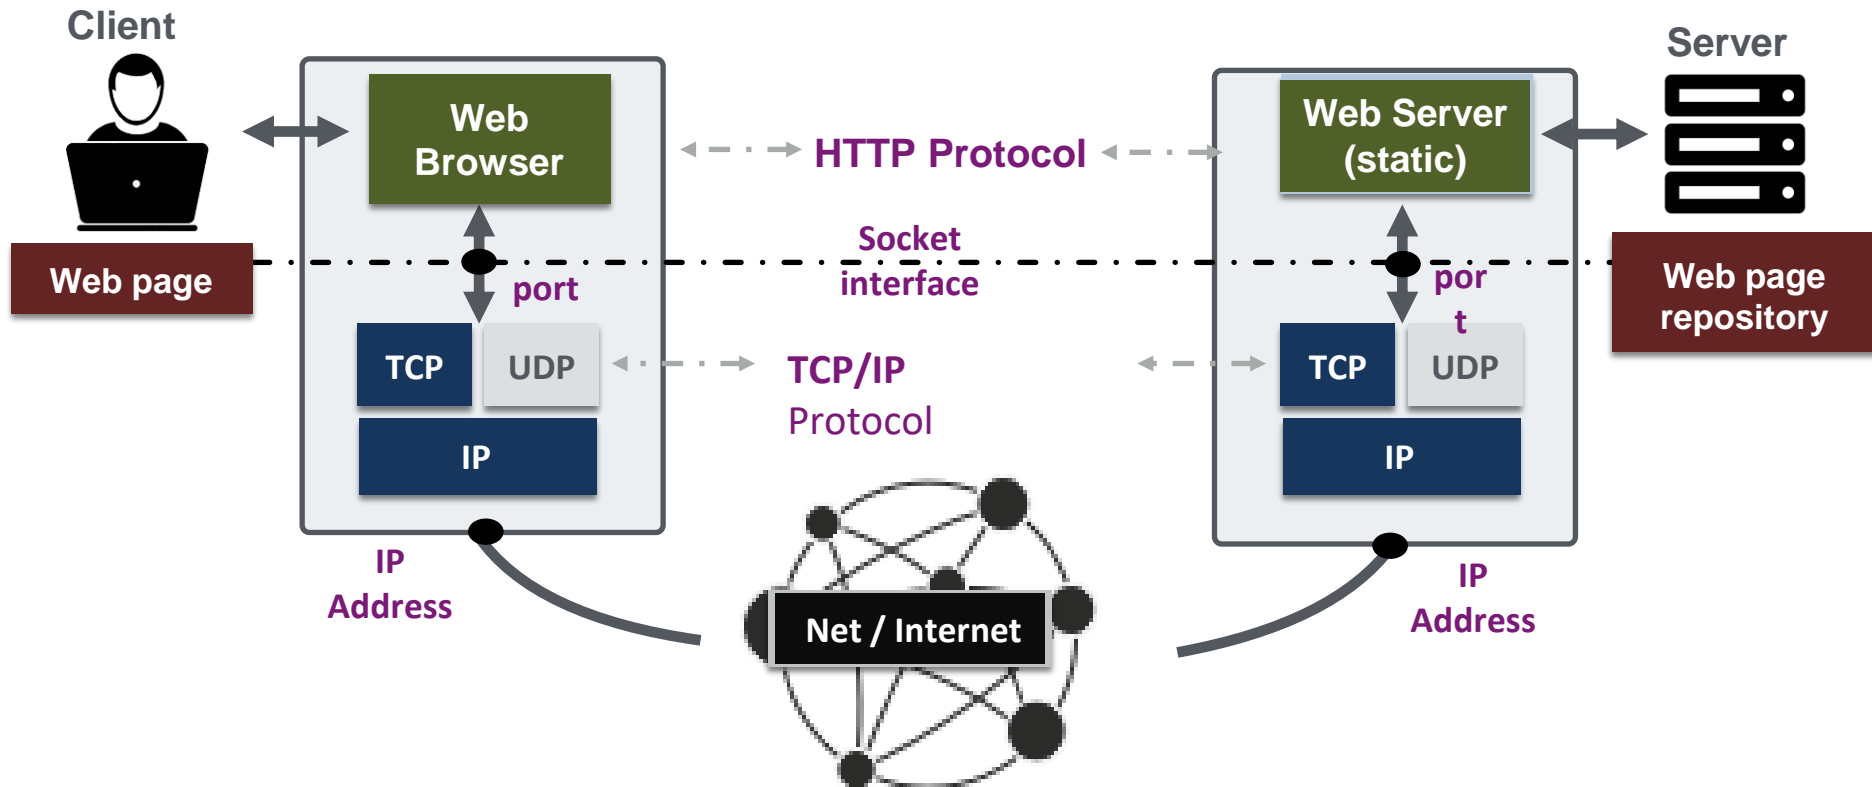 Client
Server
Web
Browser
HTTP Protocol
Web Server
(static)
Web page
port
Socket
interface
por
t
Web page
repository
TCP
UDP
TCP/IP
Protocol
TCP
UDP
IP
IP
IP
Address
Net / Internet
IP
Address